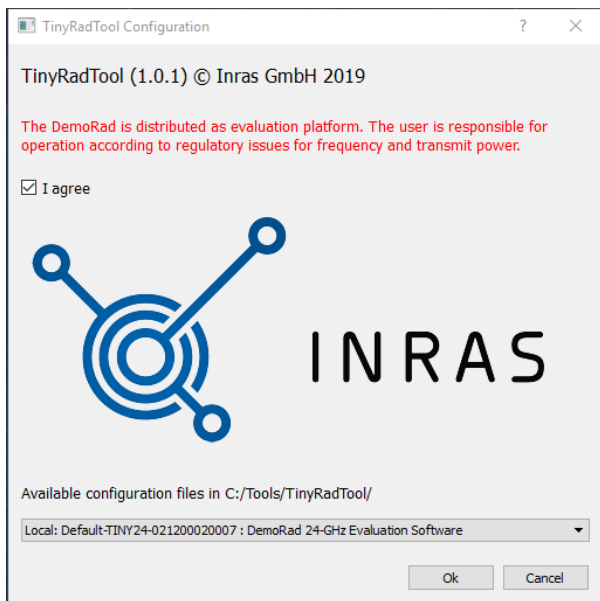 TinyRadTool Configuration
TinyRadTool (1.0.1) © Inras GmbH 2019
The DemoRad is distributed as evaluation platform. The user is responsible for
operation according to regulatory issues for frequency and transmit power.
I agree
INRAS
Available configuration files in C:/Tools/TinyRadTool/
Local: Default-TINY24-021200020007 : DemoRad 24-GHz Evaluation Software
Ok Cancel